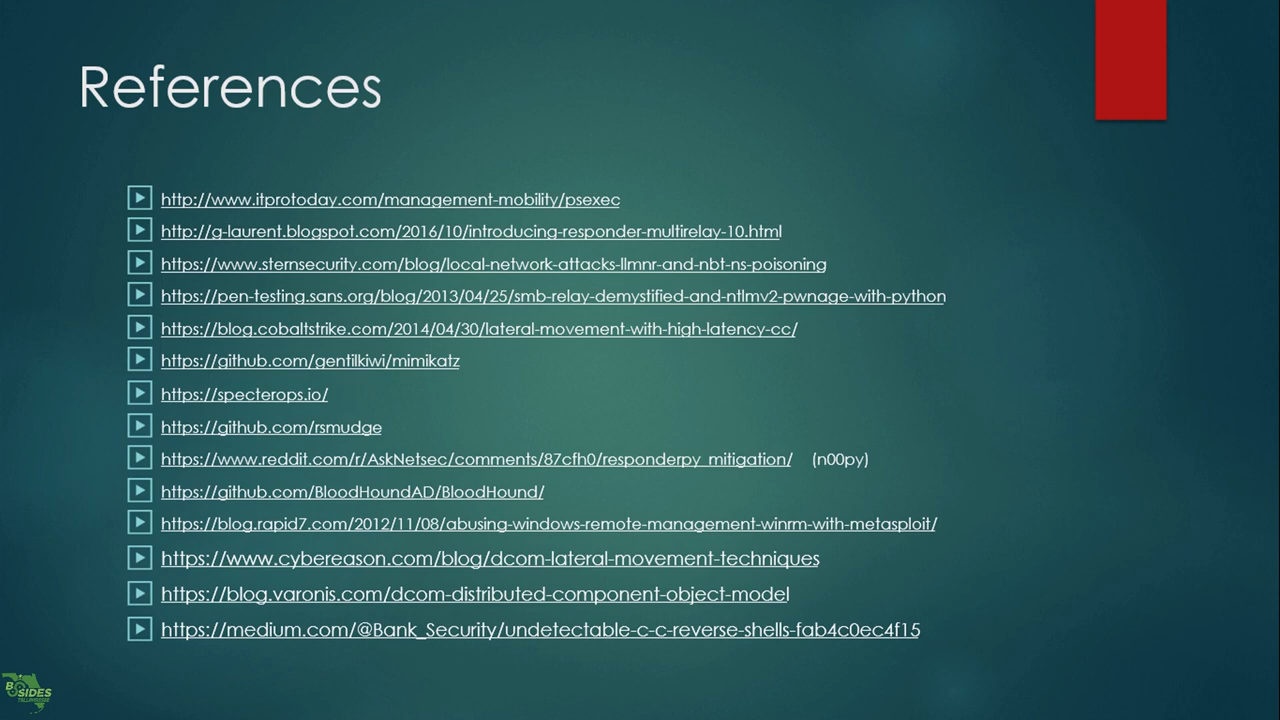 References
http://www.itprotoday.com/management-mobility/psexec
http://g-laurent.blogspot.com/2016/10/introducing-responder-multirelay-10.html
https://www.sternsecurity.com/blog/local-network-attacks-llmnr-and-nbt-ns-poisoning
https://pen-testing.sans.org/blog/2013/04/25/smb-relay-demystified-and-ntlmv2-pwnage-with-python
https://blog.cobaltstrike.com/2014/04/30/lateral-movement-with-high-latency-cc/
https://github.com/gentilkiwi/mimikatz
https://specterops.io/
https://github.com/rsmudge
https://www.reddit.com/r/AskNetsec/comments/87cfh0/responderpy_mitigation/ (n00py)
https://github.com/BloodHoundAD/BloodHound/
https://blog.rapid7.com/2012/11/08/abusing-windows-remote-management-winrm-with-metasploit/
https://www.cybereason.com/blog/dcom-lateral-movement-techniques
https://blog.varonis.com/dcom-distributed-component-object-model
https://medium.com/@Bank_Security/undetectable-c-c-reverse-shells-fab4c0ec4f15
BSIDES
TALLAHASSEE